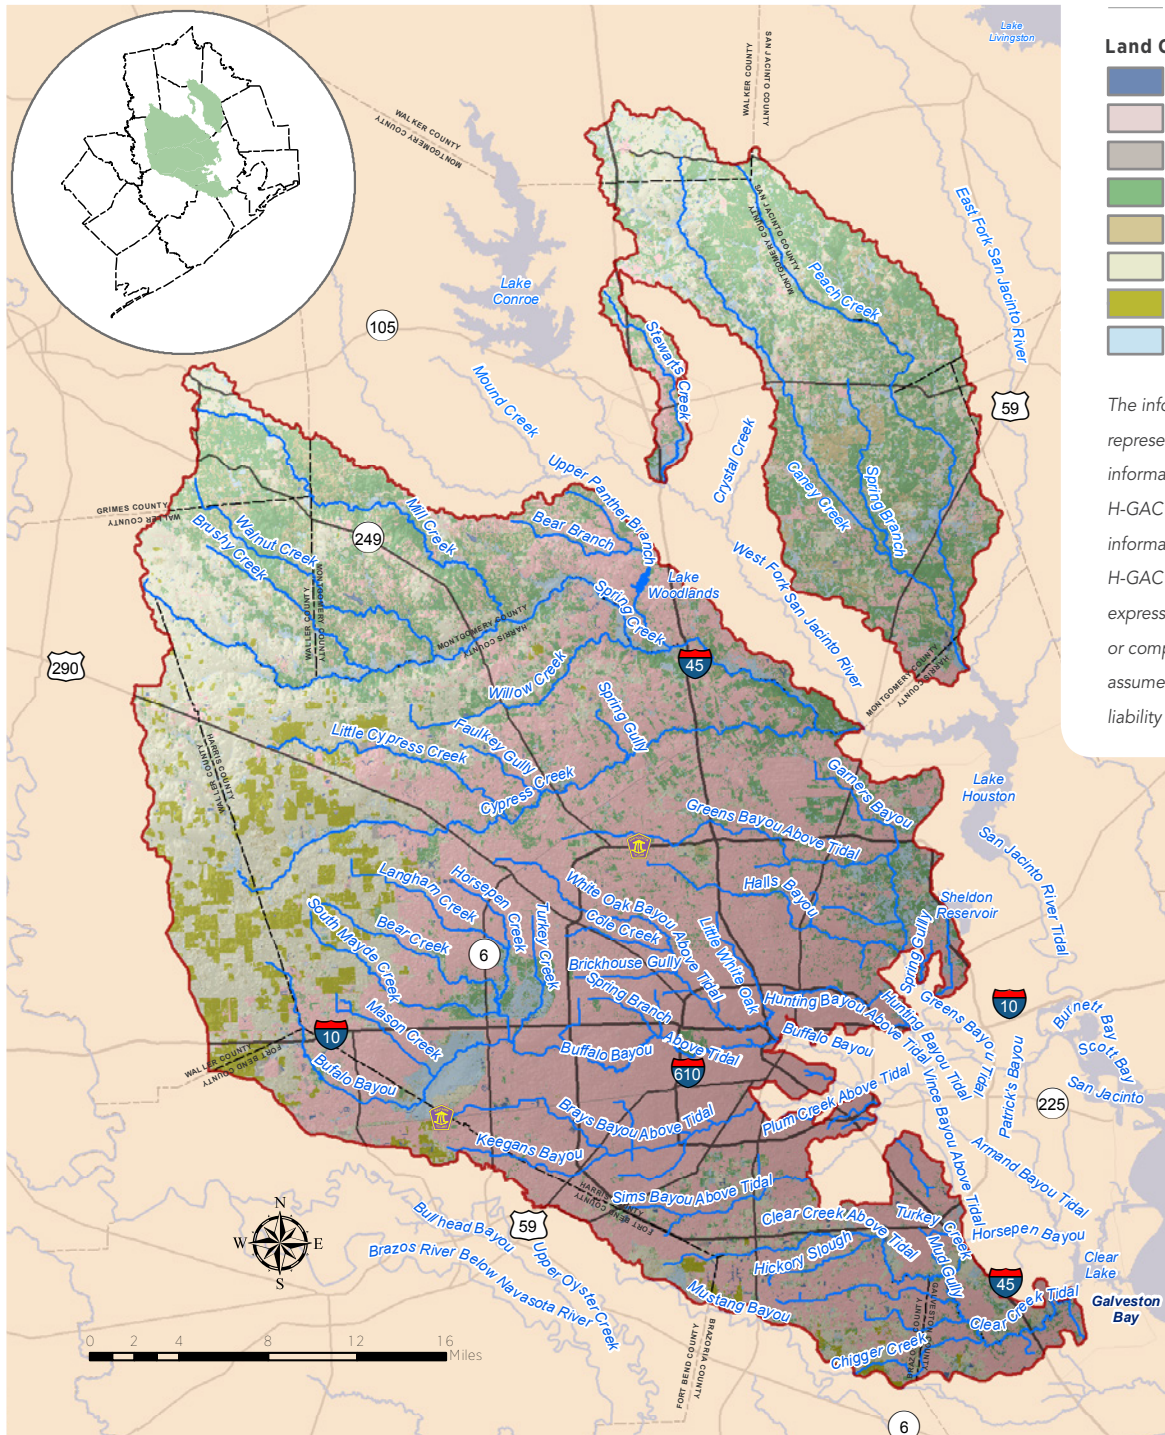 Lake
Livingston
Land C
WALKER COUNTY
SAN JACINTO COUNTY
WALKER COUNTY
MONTGOMERY COUNTY
SAN JACINTO COUNTY
MONTGOMERY COUNTY
East Fork San Jacinto River
Peach Creek
Lake
Conroe
105
Stewarts Creek
59
Mound Creek
Crystal Creek
The info
represe
informa
H-GAC
informa
H-GAC
express
or comp
assume
liability
Upper Panther Branch
Caney Creek
Spring Branch
GRIMES COUNTY
WALLER COUNTY
Brushy Creek
Walnut Creek
249
Mill Creek
Bear Branch
Lake
Woodlands
West Fork San Jacinto River
WALLER COUNTY
MONTGOMERY COUNTY
MONTGOMERY COUNTY
HARRIS COUNTY
Spring Creek
290
45
MONTGOMERY COUNTY
HARRIS COUNTY
Willow Creek
Spring Gully
HARRIS COUNTY
WALLER COUNTY
Little Cypress Creek
Faulkey Gully
Cypress Creek
Garners Bayou
Lake
Houston
Greens Bayou Above Tidal
San Jacinto River Tidal
Langham Creek
Horsepen Creek
Turkey Creek
White Oak Bayou Above Tidal
Halls Bayou
Sheldon
Reservoir
South Mayde Creek
Bear Creek
6
Cole Creek
Little White Oak
Brickhouse Gully
Spring Gully
Spring Branch
Hunting Bayou Above Tidal
Hunting Bayou Tidal
Greens Bayou Tidal
10
Burnett Bay
Scott Bay
Mason Creek
10
WALLER COUNTY
FORT BEND COUNTY
Bufalo Bayou
Buffalo Bayou
Above Tidal
Buffalo Bayou
610
Patrick's Bayou
San Jacinto
225
Plum Creek Above Tidal
Vince Bayou Above Tidal
Brays Bayou Above Tidal
Keegans Bayou
Armand Bayou Tidal
HARRIS COUNTY
FORT BEND COUNTY
Sims Bayou Above Tidal
Clear Creek Above Tidal
Turkey Creek
Horsepen Bayou
Bullhead Bayou
59
Upper Oyster Creek
Brazos River Below Navasota River
N
W
E
S
Hickory Slough
Mud Gully
Clear
Lake
45
Galveston
Bay
Mustang Bayou
Clear Creek Tidal
Chigger Creek
GALVESTON COUNTY
BRAZORIA COUNTY
FORT BEND COUNTY
BRAZORIA COUNTY
0 2 4 8 12 16
Miles
6